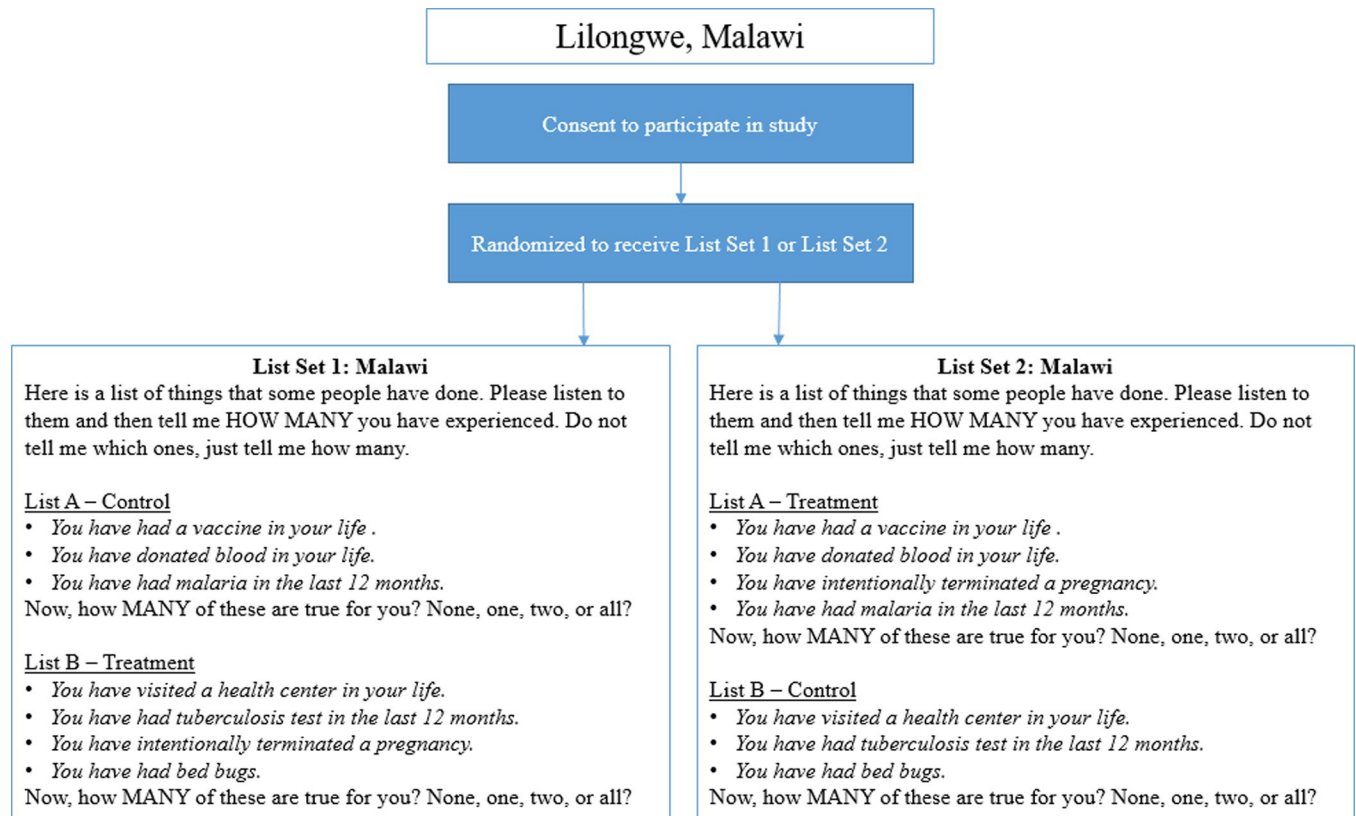 Lilongwe, Malawi
Consent to participate in study
Randomized to receive List Set 1 or List Set 2
List Set 1: Malawi
Here is a list of things that some people have done. Please listen to
them and then tell me HOW MANY you have experienced. Do not
tell me which ones, just tell me how many.
List A – Control
• You have had a vaccine in your life .
• You have donated blood in your life.
• You have had malaria in the last 12 months.
Now, how MANY of these are true for you? None, one, two, or all?
List B – Treatment
• You have visited a health center in your life.
• You have had tuberculosis test in the last 12 months.
• You have intentionally terminated a pregnancy.
• You have had bed bugs.
Now, how MANY of these are true for you? None, one, two, or all?
List Set 2: Malawi
Here is a list of things that some people have done. Please listen to
them and then tell me HOW MANY you have experienced. Do not
tell me which ones, just tell me how many.
List A – Treatment
• You have had a vaccine in your life .
• You have donated blood in your life.
• You have intentionally terminated a pregnancy.
• You have had malaria in the last 12 months.
Now, how MANY of these are true for you? None, one, two, or all?
List B – Control
• You have visited a health center in your life.
• You have had tuberculosis test in the last 12 months.
• You have had bed bugs.
Now, how MANY of these are true for you? None, one, two, or all?